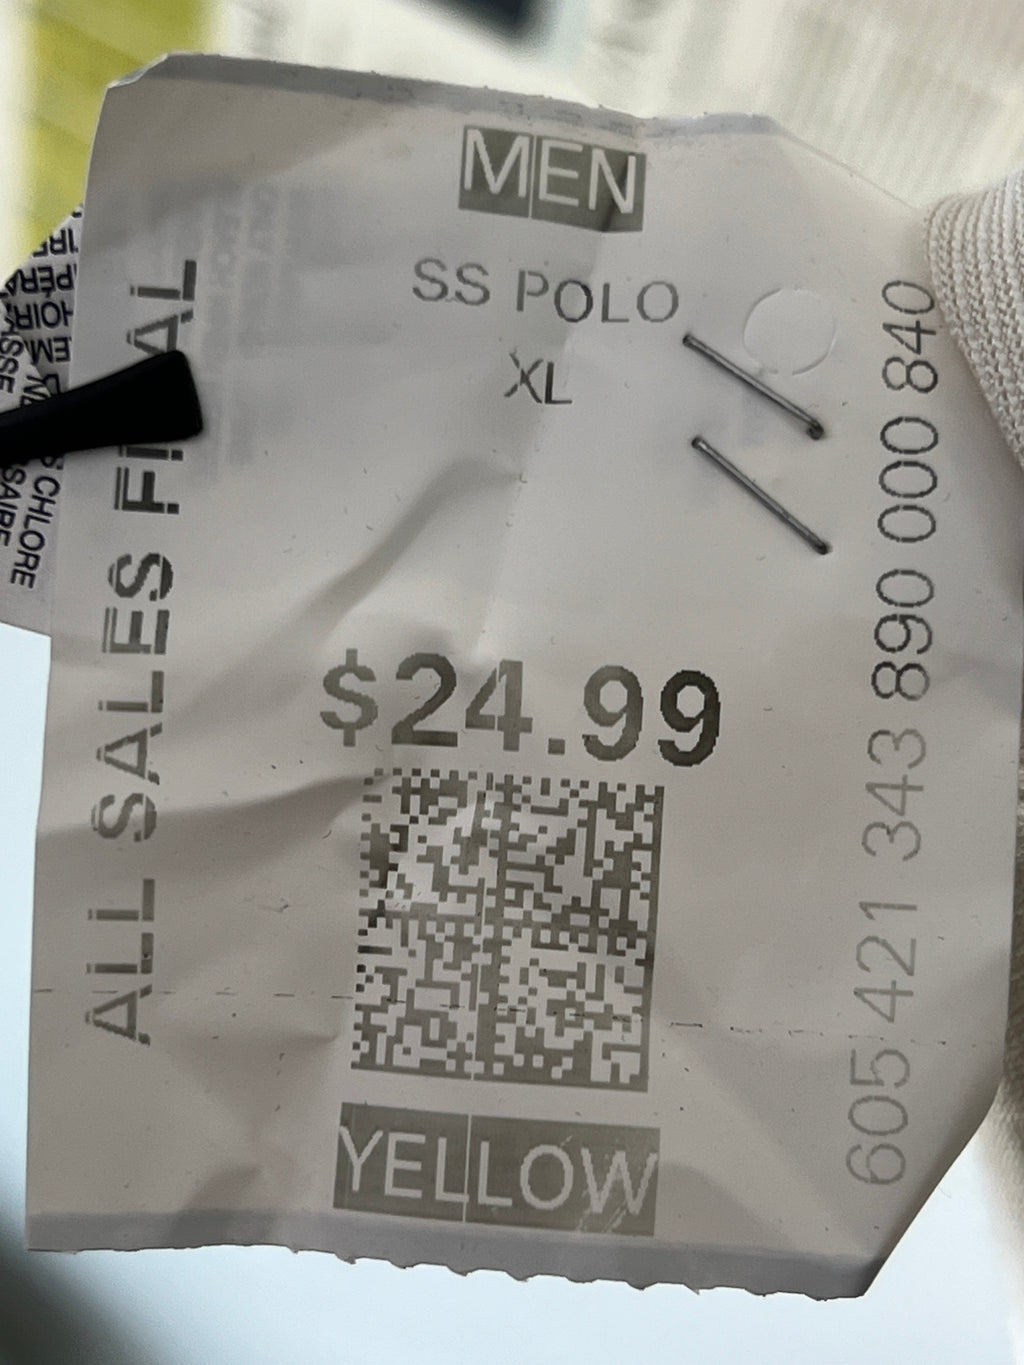 MEN
SS POLO
XL
ALL SALES FINAL
605 421 343 890 000 840
$24.99
YELLOW
CHLORE